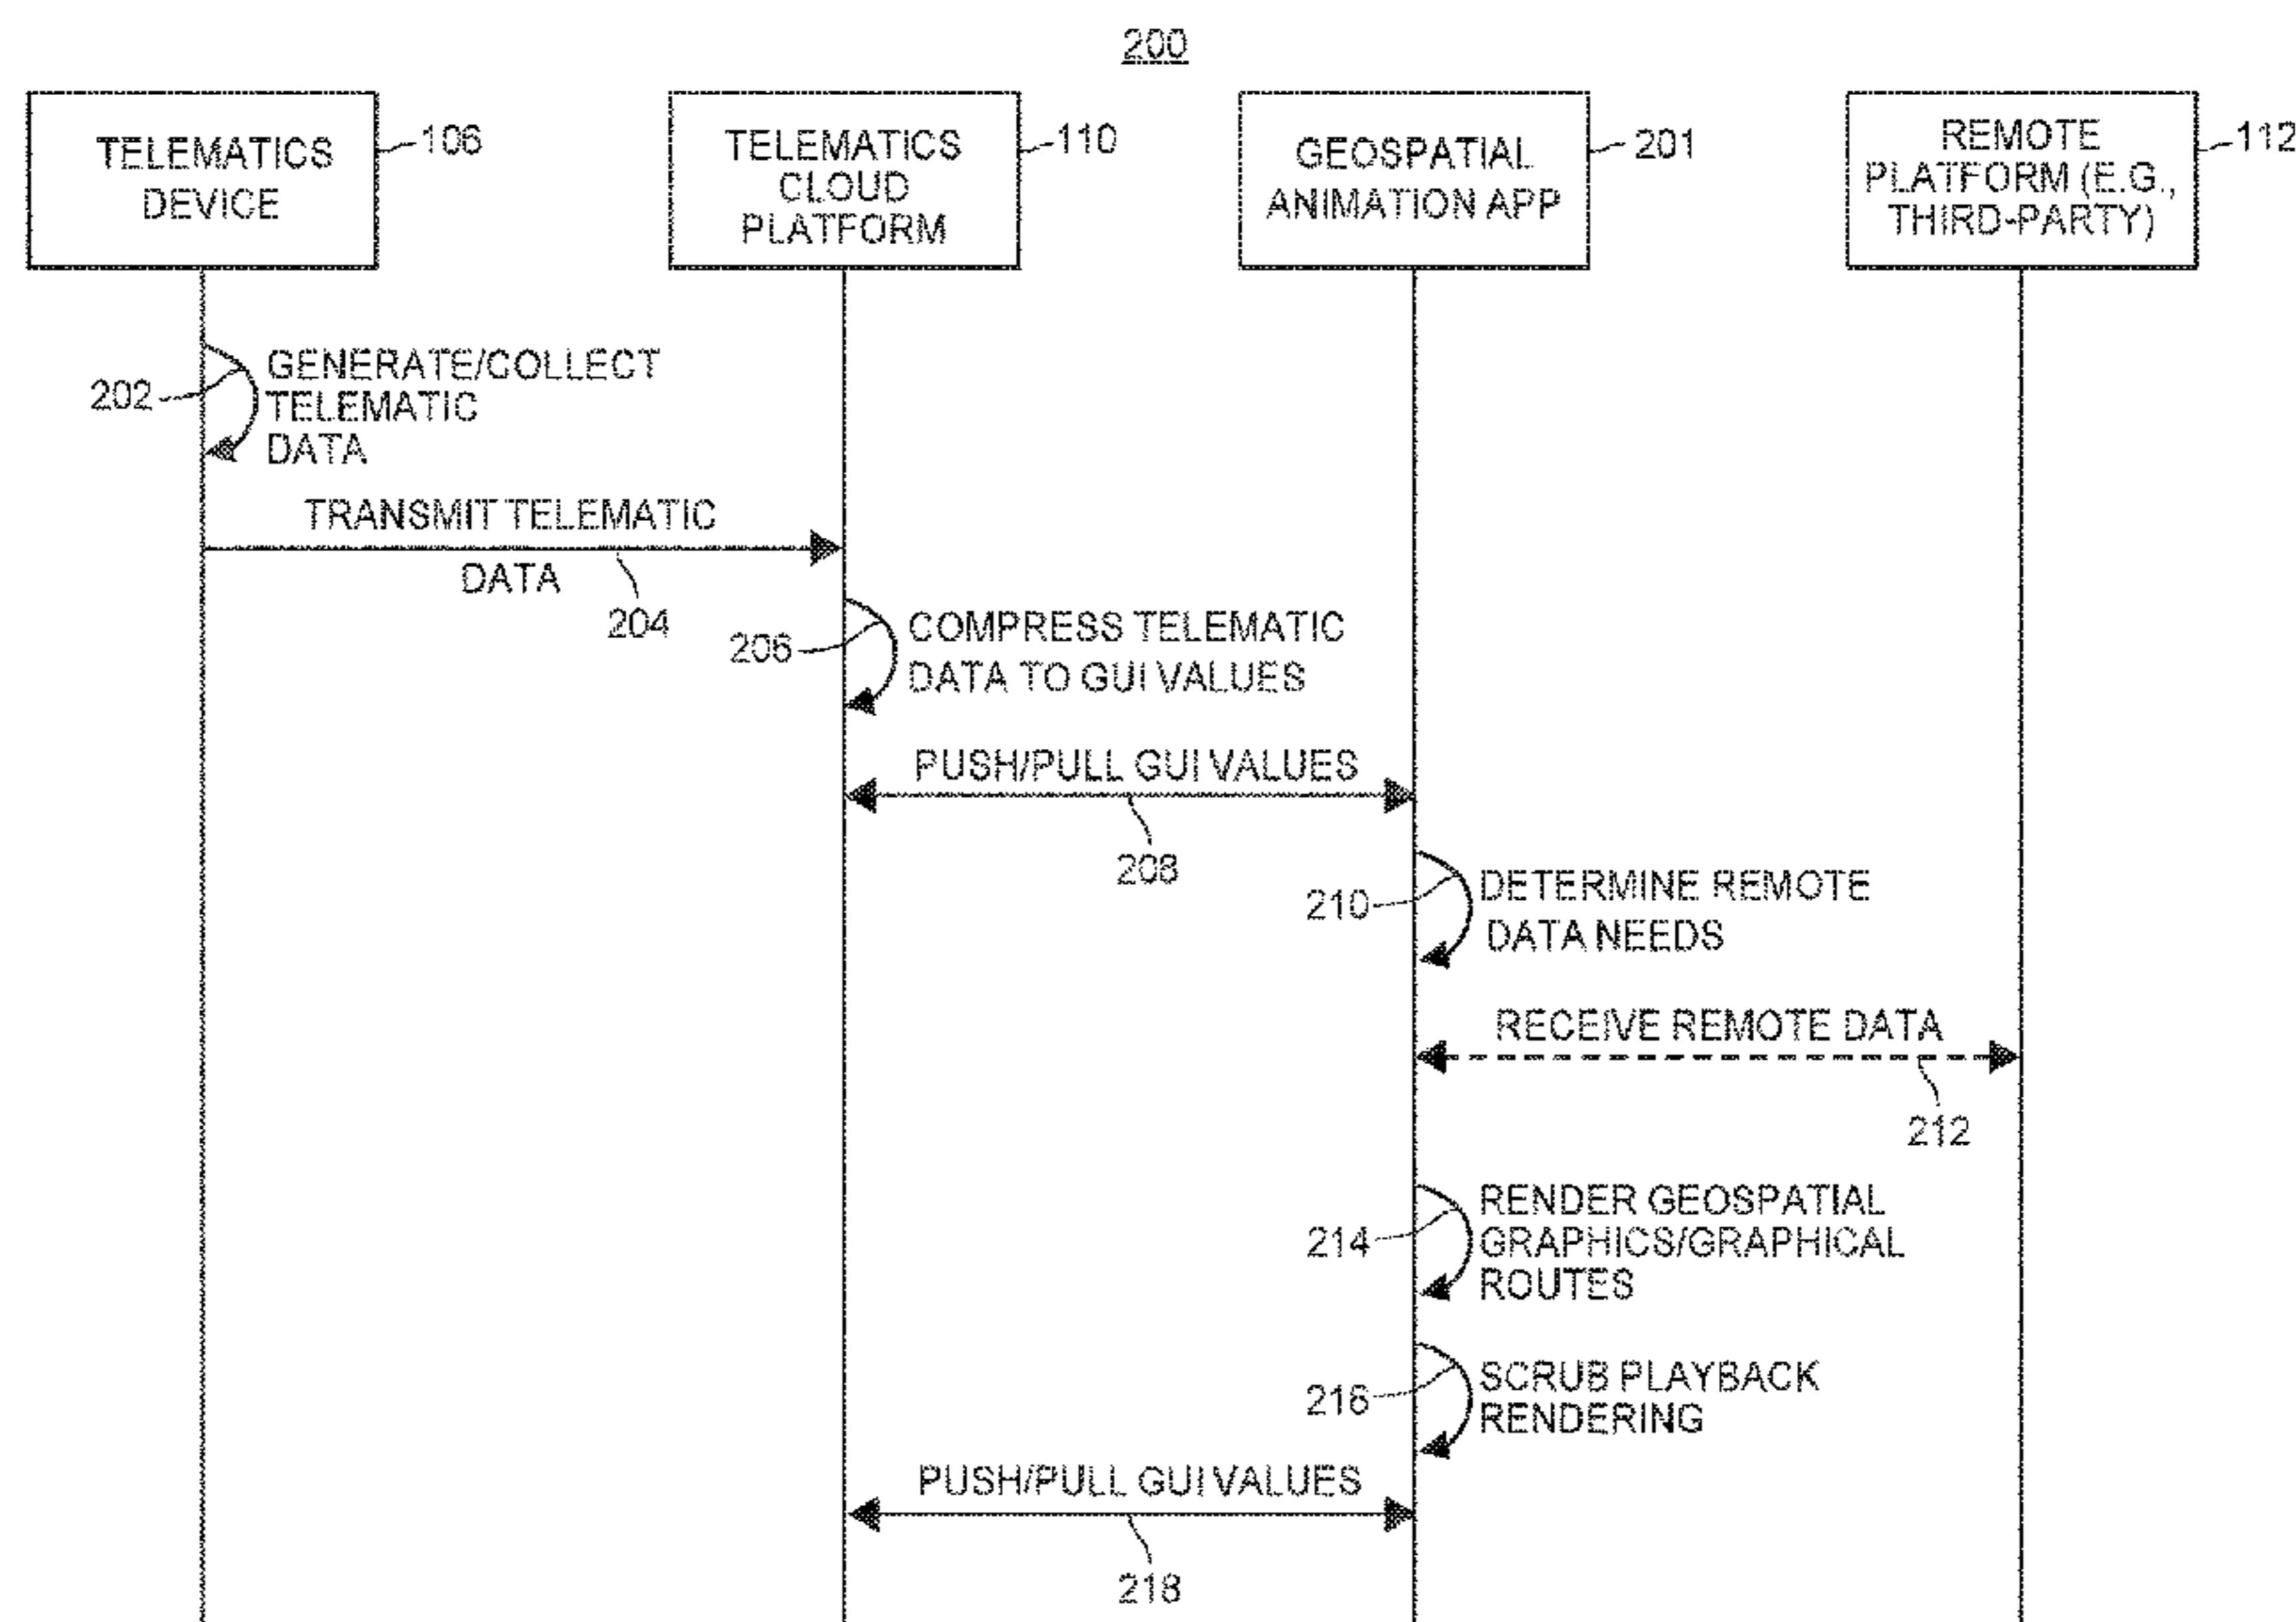 200
TELEMATICS
DEVICE
106
TELEMATICS
CLOUD
PLATFORM
110
GEOSPATIAL
ANIMATION APP
201
REMOTE
PLATFORM (E.G.,
THIRD-PARTY)
112
202
GENERATE/COLLECT
TELEMATIC
DATA
TRANSMIT TELEMATIC
DATA
204
206
COMPRESS TELEMATIC
DATA TO GUI VALUES
PUSH/PULL GUI VALUES
208
210
DETERMINE REMOTE
DATA NEEDS
RECEIVE REMOTE DATA
212
214
RENDER GEOSPATIAL
GRAPHICS/GRAPHICAL
ROUTES
216
SCRUB PLAYBACK
RENDERING
PUSH/PULL GUI VALUES
218